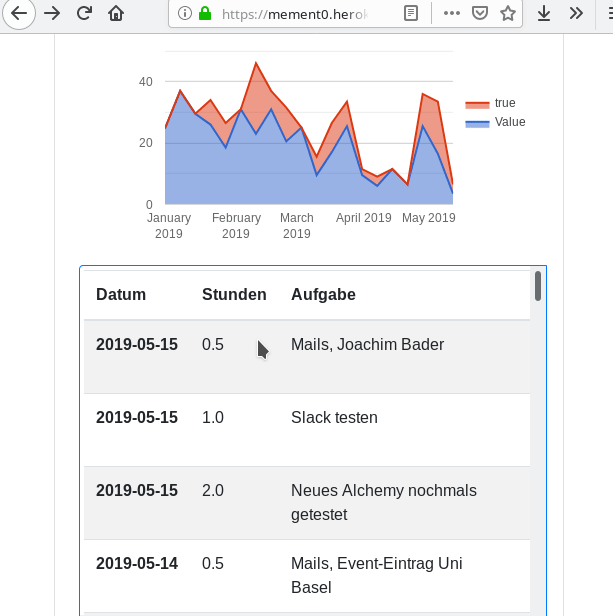 https://mement0.herok
40
true
Value
20
0
January 2019
February 2019
March 2019
April 2019
May 2019
Datum Stunden Aufgabe
2019-05-15 0.5 Mails, Joachim Bader
2019-05-15 1.0 Slack testen
2019-05-15 2.0 Neues Alchemy nochmals
getestet
2019-05-14 0.5 Mails, Event-Eintrag Uni
Basel